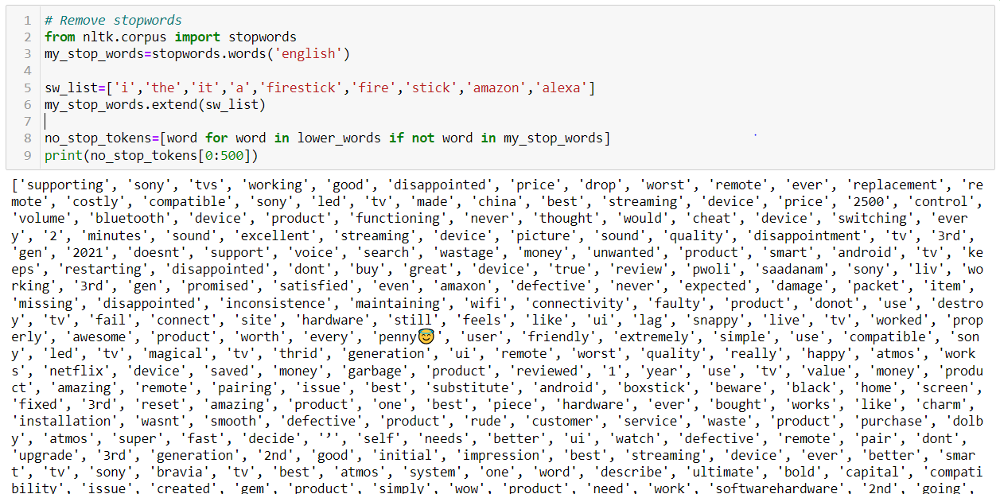 1 # Remove stopwords
2 from nltk.corpus import stopwords
3 my_stop_words=stopwords.words('english')
4
5 sw_list=['i','the','it','a','firestick','fire','stick','amazon','alexa']
6 my_stop_words.extend(sw_list)
7
8 no_stop_tokens=[word for word in lower_words if not word in my_stop_words]
9 print(no_stop_tokens[0:500])
['supporting', 'sony', 'tvs', 'working', 'good', 'disappointed', 'price', 'drop', 'worst', 'remote', 'ever', 'replacement', 're
mote', 'costly', 'compatible', 'sony', 'led', 'tv', 'made', 'china', 'best', 'streaming', 'device', 'price', '2500', 'control',
'volume', 'bluetooth', 'device', 'product', 'functioning', 'never', 'thought', 'would', 'cheat', 'device', 'switching', 'ever
y', '2', 'minutes', 'sound', 'excellent', 'streaming', 'device', 'picture', 'sound', 'quality', 'disappointment', 'tv', '3rd',
'gen', '2021', 'doesnt', 'support', 'voice', 'search', 'wastage', 'money', 'unwanted', 'product', 'smart', 'android', 'tv', 'ke
eps', 'restarting', 'disappointed', 'dont', 'buy', 'great', 'device', 'true', 'review', 'pwoli', 'saadanam', 'sony', 'liv', 'wo
rking', '3rd', 'gen', 'promised', 'satisfied', 'even', 'amaxon', 'defective', 'never', 'expected', 'damage', 'packet', 'item',
'missing', 'disappointed', 'inconsistence', 'maintaining', 'wifi', 'connectivity', 'faulty', 'product', 'donot', 'use', 'destro
y', 'tv', 'fail', 'connect', 'site', 'hardware', 'still', 'feels', 'like', 'ui', 'lag', 'snappy', 'live', 'tv', 'worked', 'prop
erly', 'awesome', 'product', 'worth', 'every', 'penny😇', 'user', 'friendly', 'extremely', 'simple', 'use', 'compatible', 'son
y', 'led', 'tv', 'magical', 'tv', 'thrid', 'generation', 'ui', 'remote', 'worst', 'quality', 'really', 'happy', 'atmos', 'work
s', 'netflix', 'device', 'saved', 'money', 'garbage', 'product', 'reviewed', '1', 'year', 'use', 'tv', 'value', 'money', 'produ
ct', 'amazing', 'remote', 'pairing', 'issue', 'best', 'substitute', 'android', 'boxstick', 'beware', 'black', 'home', 'screen',
'fixed', '3rd', 'reset', 'amazing', 'product', 'one', 'best', 'piece', 'hardware', 'ever', 'bought', 'works', 'like', 'charm',
'installation', 'wasnt', 'smooth', 'defective', 'product', 'rude', 'customer', 'service', 'waste', 'product', 'purchase', 'dolb
y', 'atmos', 'super', 'fast', 'decide', '’', 'self', 'needs', 'better', 'ui', 'watch', 'defective', 'remote', 'pair', 'dont',
'upgrade', '3rd', 'generation', '2nd', 'good', 'initial', 'impression', 'best', 'streaming', 'device', 'ever', 'better', 'smar
t', 'tv', 'sony', 'bravia', 'tv', 'best', 'atmos', 'system', 'one', 'word', 'describe', 'ultimate', 'bold', 'capital', 'compati
bility', 'issue', 'created', 'gem', 'product', 'simply', 'wow', 'product', 'need', 'work', 'softwarehardware', '2nd', 'going',